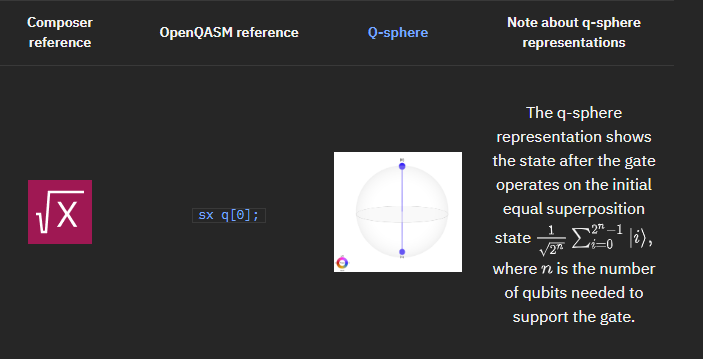 Composer reference
OpenQASM reference
Q-sphere
Note about q-sphere representations
√X
sx q[0];
The q-sphere
representation shows
the state after the gate
operates on the initial
equal superposition
state $\frac{1}{\sqrt{2^n}} \sum_{i=0}^{2^n-1} |i\rangle$,
where n is the number
of qubits needed to
support the gate.